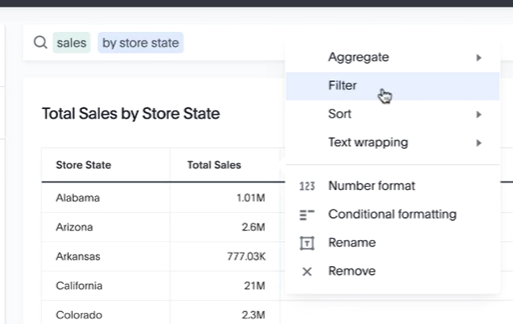 sales by store state
Aggregate
Filter
Total Sales by Store State
Sort
Text wrapping
Store State Total Sales
Number format
Alabama 1.01M
Conditional formatting
Arizona 2.6M
Rename
Arkansas 777.03K
Remove
California 21M
Colorado 2.3M